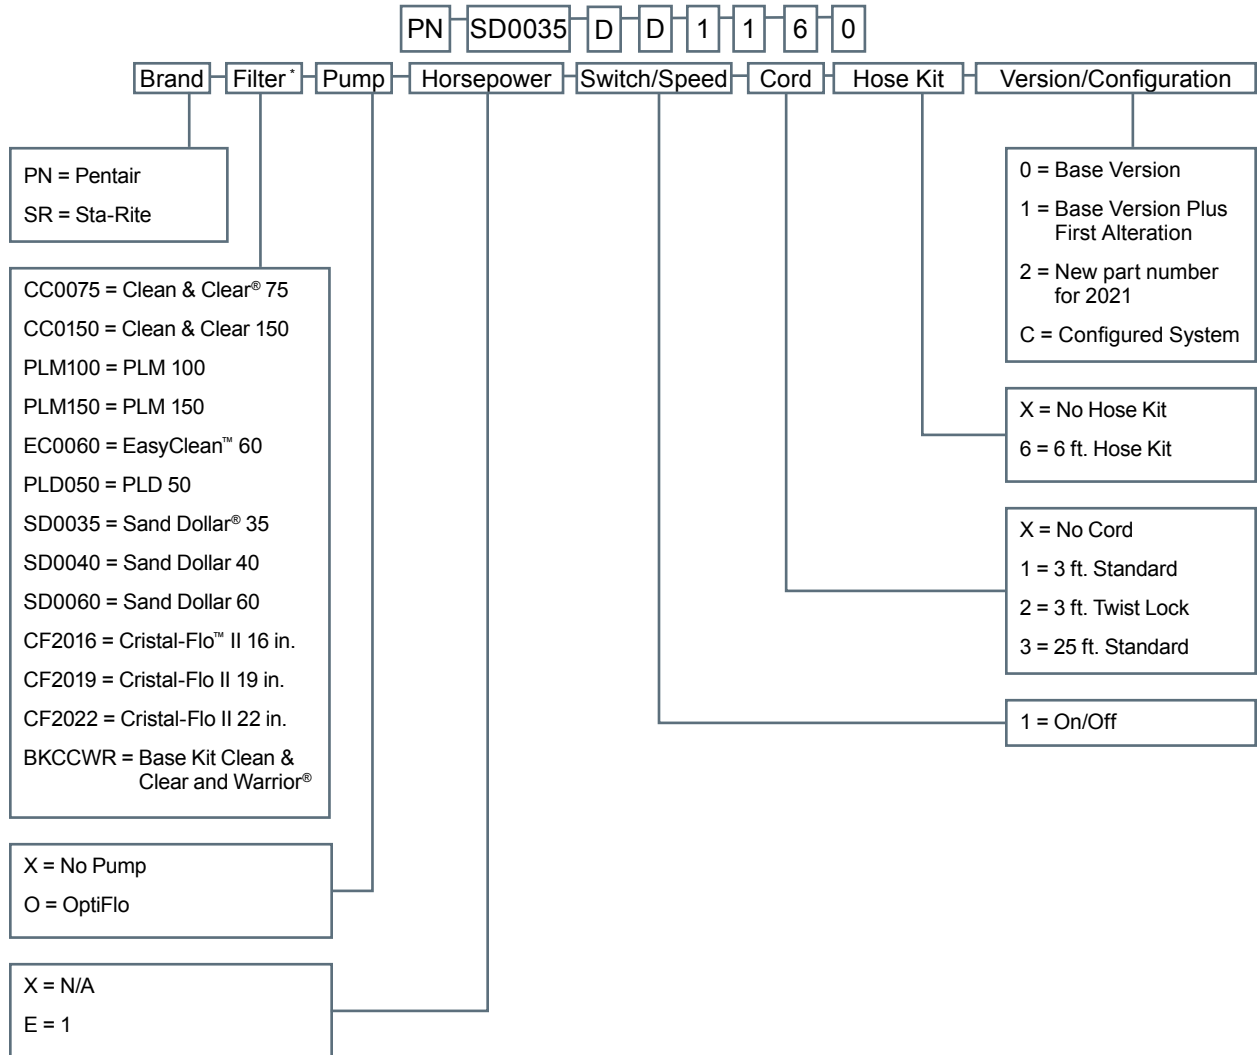 PN SD0035 D D 1 1 6 0
Brand Filter* Pump Horsepower Switch/Speed Cord Hose Kit Version/Configuration
PN = Pentair
SR = Sta-Rite
CC0075 = Clean & Clear® 75
CC0150 = Clean & Clear 150
PLM100 = PLM 100
PLM150 = PLM 150
EC0060 = EasyClean™ 60
PLD050 = PLD 50
SD0035 = Sand Dollar® 35
SD0040 = Sand Dollar 40
SD0060 = Sand Dollar 60
CF2016 = Cristal-Flo™ II 16 in.
CF2019 = Cristal-Flo II 19 in.
CF2022 = Cristal-Flo II 22 in.
BKCCWR = Base Kit Clean &
Clear and Warrior®
X = No Pump
O = OptiFlo
X = N/A
E = 1
0 = Base Version
1 = Base Version Plus
First Alteration
2 = New part number
for 2021
C = Configured System
X = No Hose Kit
6 = 6 ft. Hose Kit
X = No Cord
1 = 3 ft. Standard
2 = 3 ft. Twist Lock
3 = 25 ft. Standard
1 = On/Off